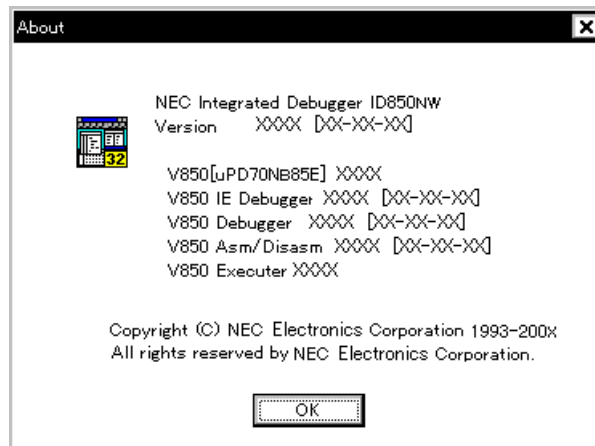 About
NEC Integrated Debugger ID850NW
Version XXXX [XX-XX-XX]
32
V850[uPD70NB85E] XXXX
V850 IE Debugger XXXX [XX-XX-XX]
V850 Debugger XXXX [XX-XX-XX]
V850 Asm/Disasm XXXX [XX-XX-XX]
V850 Executer XXXX
Copyright (C) NEC Electronics Corporation 1993-200x
All rights reserved by NEC Electronics Corporation.
OK